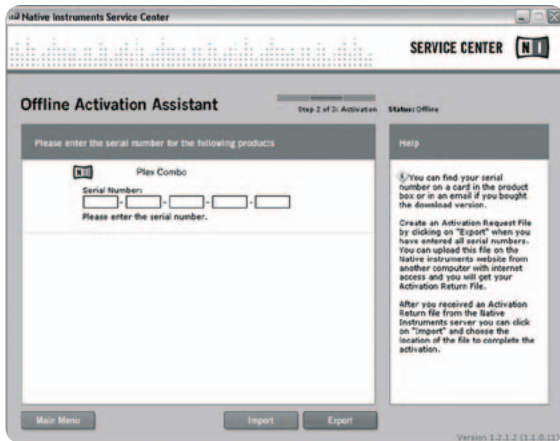 Native Instruments Service Center
SERVICE CENTER
Offline Activation Assistant
Step 2 of 3: Activation
Status: Offline
Please enter the serial number for the following products
Plex Combo
Serial Number:
- - - -
Please enter the serial number.
Help
You can find your serial
number on a card in the product
box or in an email if you bought
the download version.
Create an Activation Request File
by clicking on "Export" when you
have entered all serial numbers.
You can upload this file on the
Native Instruments website from
another computer with internet
access and you will get your
Activation Return File.
After you received an Activation
Return file from the Native
Instruments server you can click
on "Import" and choose the
location of the file to complete the
activation.
Main Menu
Import
Export
Version 1.2.1.2